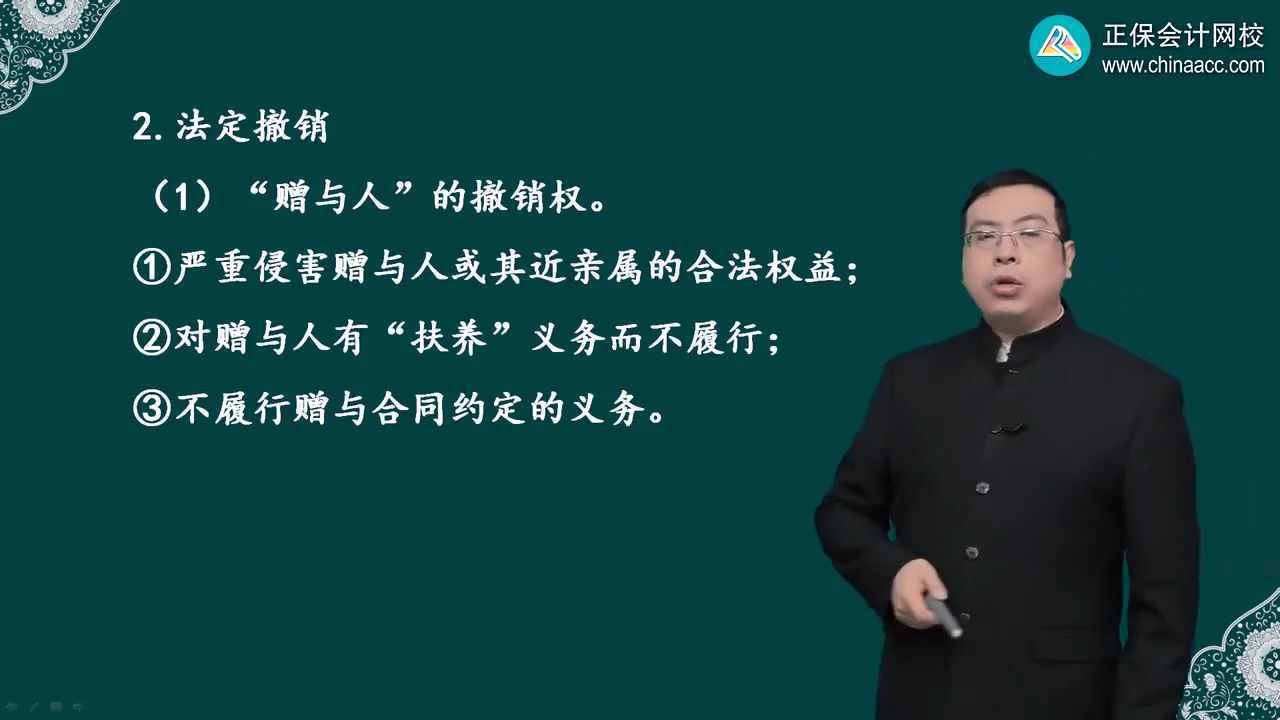 正保会计网校
www.chinaacc.com
2.法定撤销
（1）“赠与人”的撤销权。
①严重侵害赠与人或其近亲属的合法权益；
②对赠与人有“扶养”义务而不履行；
③不履行赠与合同约定的义务。